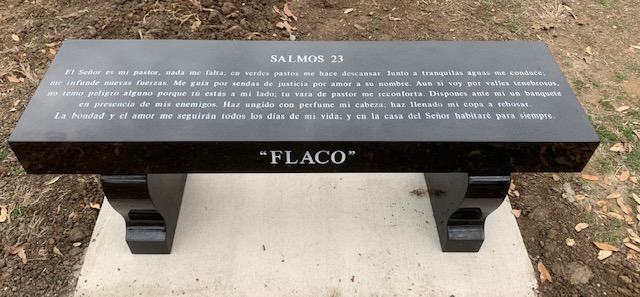 SALMOS 23
El Señor es mi pastor, nada me falta; en verdes pastos me hace descansar. Junto a tranquilas aguas me conduce;
me infunde nuevas fuerzas. Me guía por sendas de justicia por amor a su nombre. Aun si voy por valles tenebrosos,
no temo peligro alguno porque tú estás a mi lado; tu vara de pastor me reconforta. Dispones ante mí un banquete
en presencia de mis enemigos. Haz ungido con perfume mi cabeza; haz llenado mi copa a rebosar.
La bondad y el amor me seguirán todos los días de mi vida; y en la casa del Señor habitaré para siempre.
"FLACO"